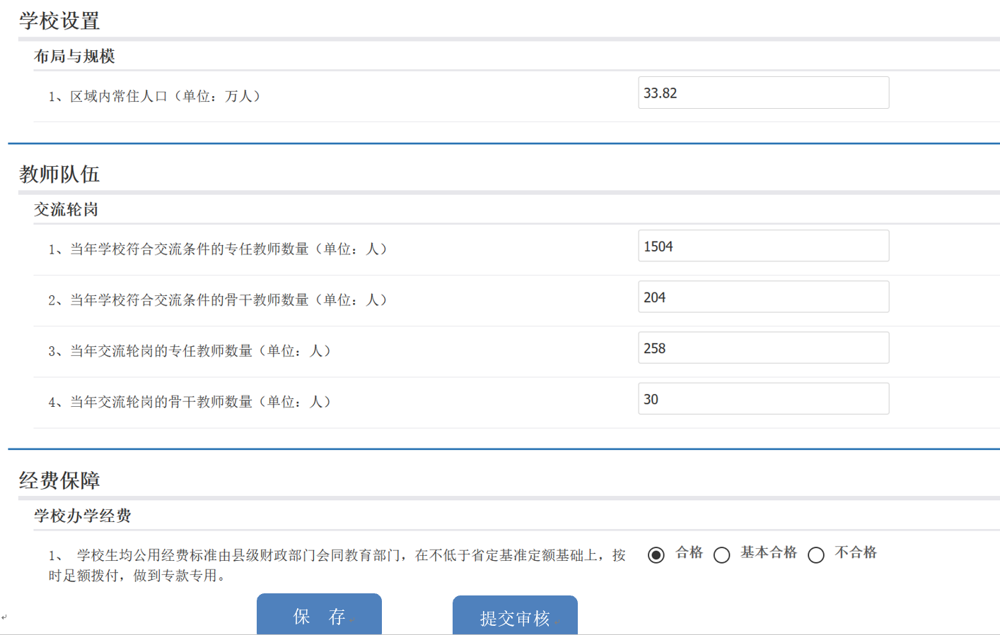 学校设置
布局与规模
1、区域内常住人口（单位：万人） 33.82
教师队伍
交流轮岗
1、当年学校符合交流条件的专任教师数量（单位：人） 1504
2、当年学校符合交流条件的骨干教师数量（单位：人） 204
3、当年交流轮岗的专任教师数量（单位：人） 258
4、当年交流轮岗的骨干教师数量（单位：人） 30
经费保障
学校办学经费
1、 学校生均公用经费标准由县级财政部门会同教育部门，在不低于省定基准定额基础上，按 合格 基本合格 不合格
时足额拨付，做到专款专用。
保 存 提交审核